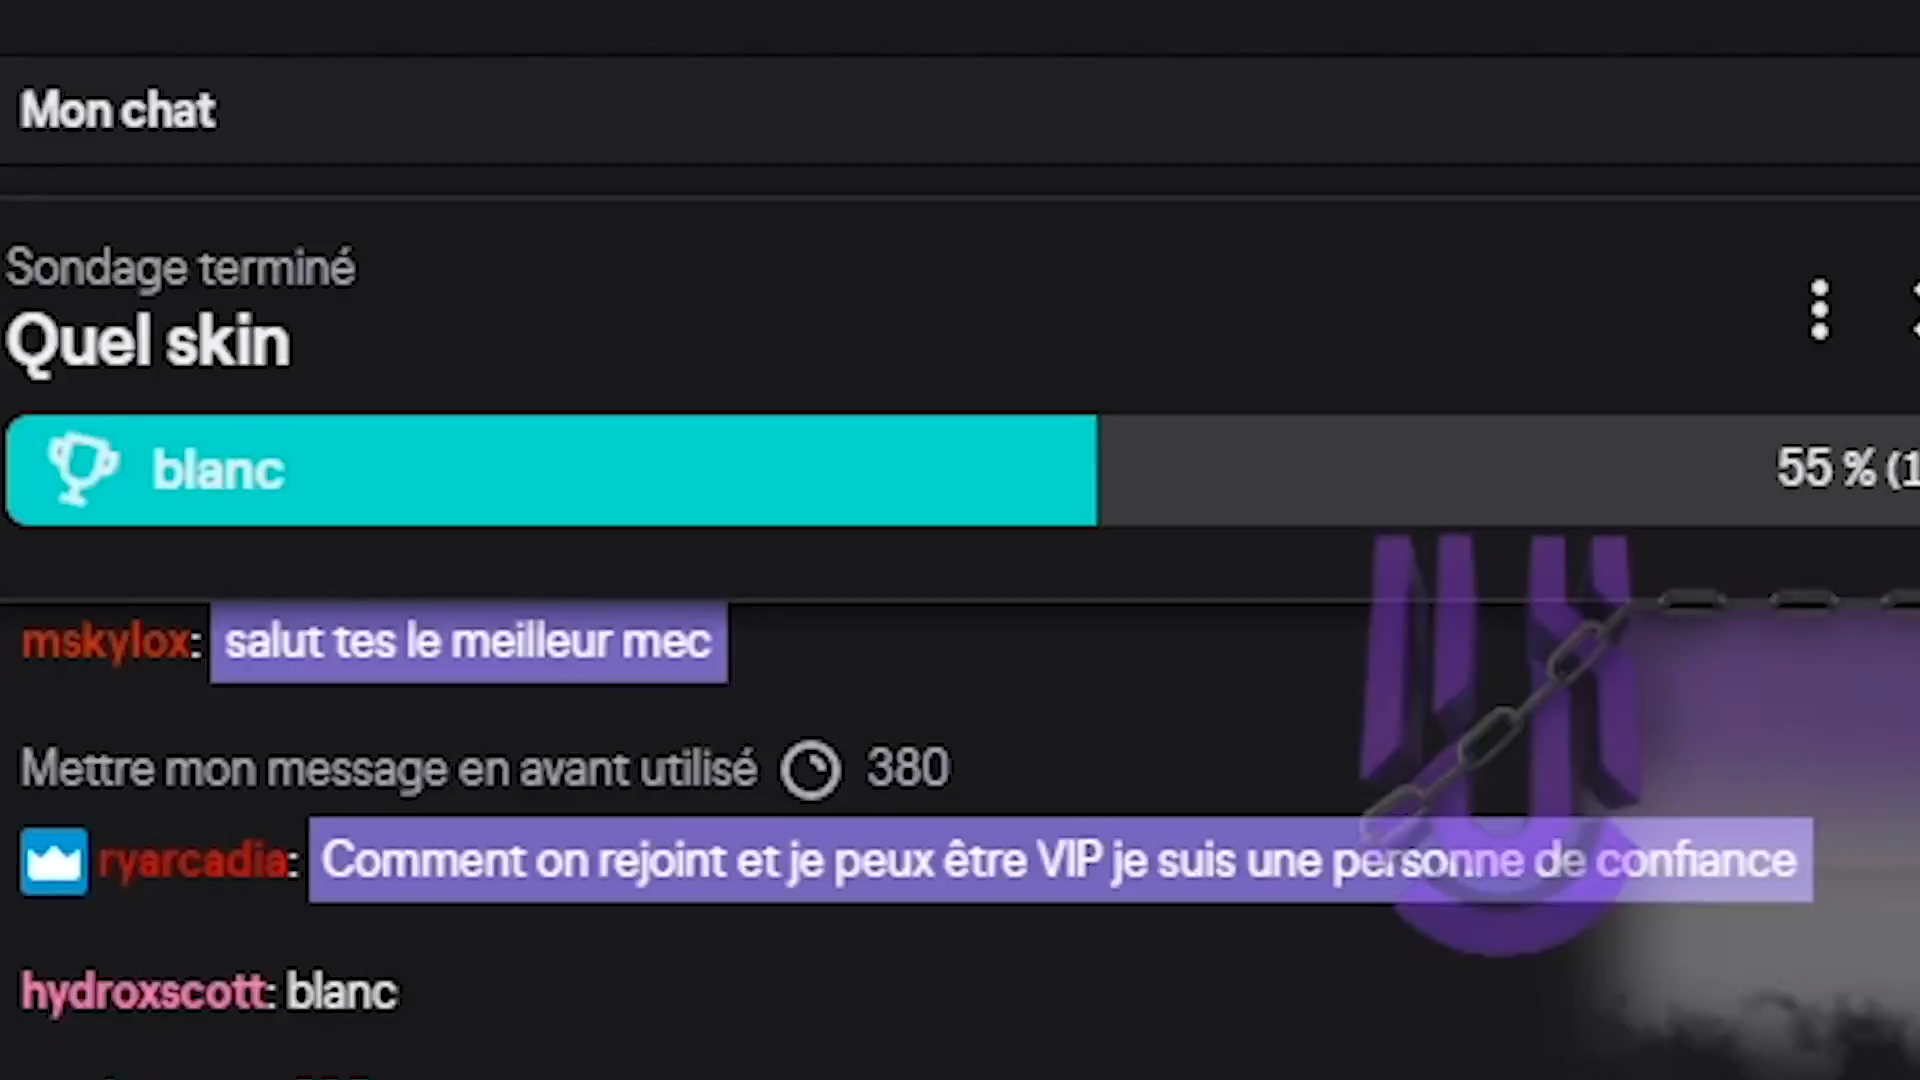 Mon chat
Sondage terminé
Quel skin
blanc
55 % (1
mskylox: salut tes le meilleur mec
Mettre mon message en avant utilisé 380
ryarcadia: Comment on rejoint et je peux être VIP je suis une personne de confiance
hydroxscott: blanc